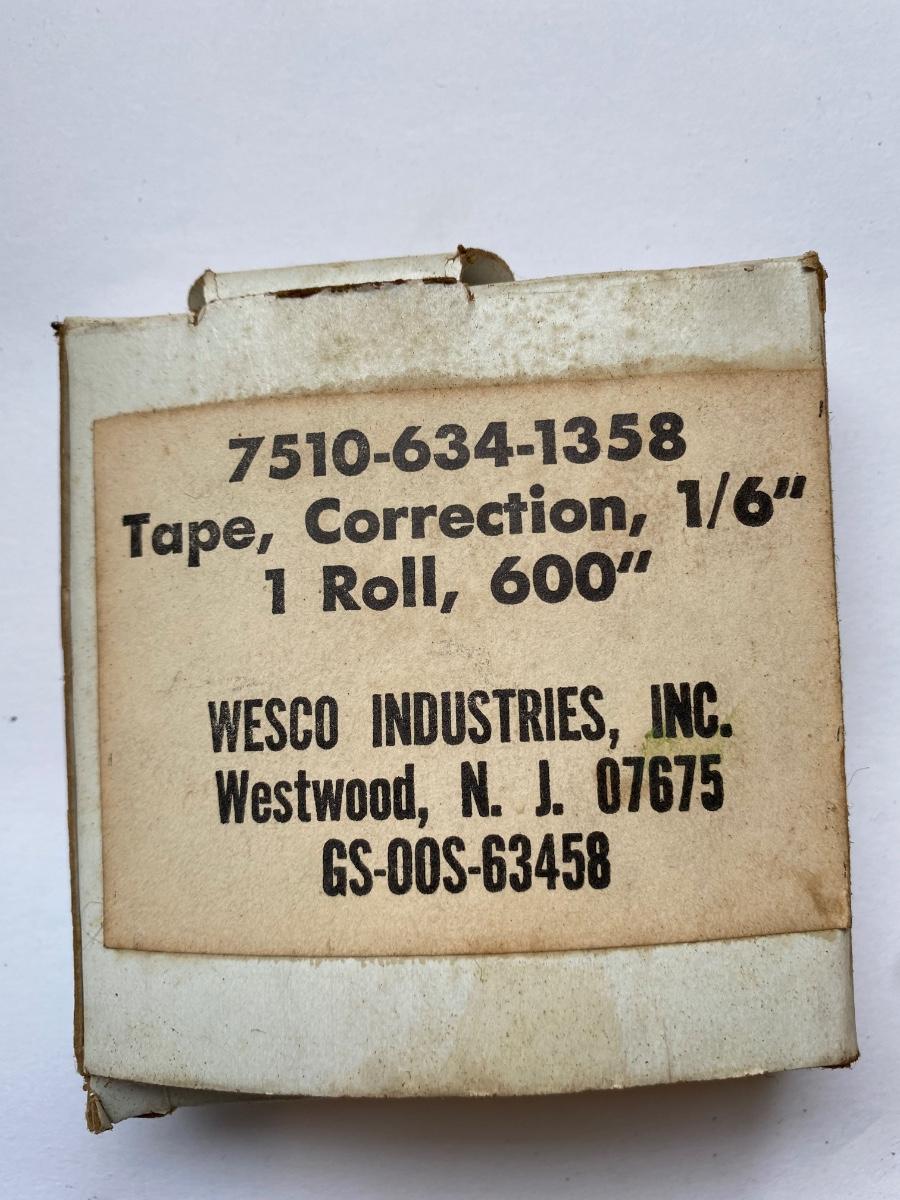 7510-634-1358
Tape, Correction, 1/6"
1 Roll, 600"
WESCO INDUSTRIES, INC.
Westwood, N. J. 07675
GS-00S-63458